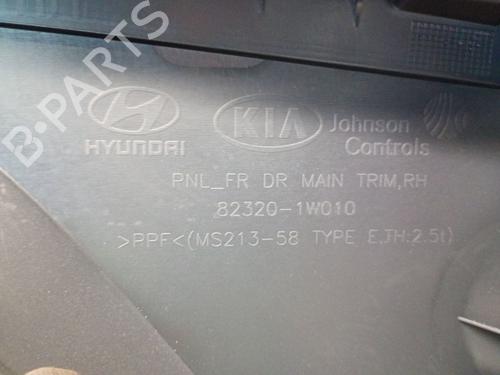 B-PARTS
HYUNDAI
KIA
Johnson Controls
PNL_FR DR MAIN TRIM,RH
82320-1W010
>PPF<(MS213-58 TYPE E,TH:2.5t)